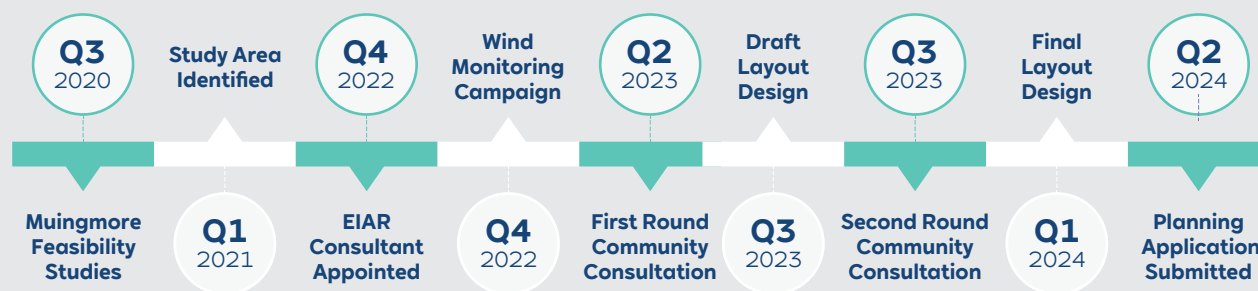 Q3
2020
Muingmore
Feasibility
Studies
Study Area
Identified
Q1
2021
Q4
2022
EIAR
Consultant
Appointed
Wind
Monitoring
Campaign
Q4
2022
Q2
2023
First Round
Community
Consultation
Draft
Layout
Design
Q3
2023
Q3
2023
Second Round
Community
Consultation
Final
Layout
Design
Q1
2024
Q2
2024
Planning
Application
Submitted